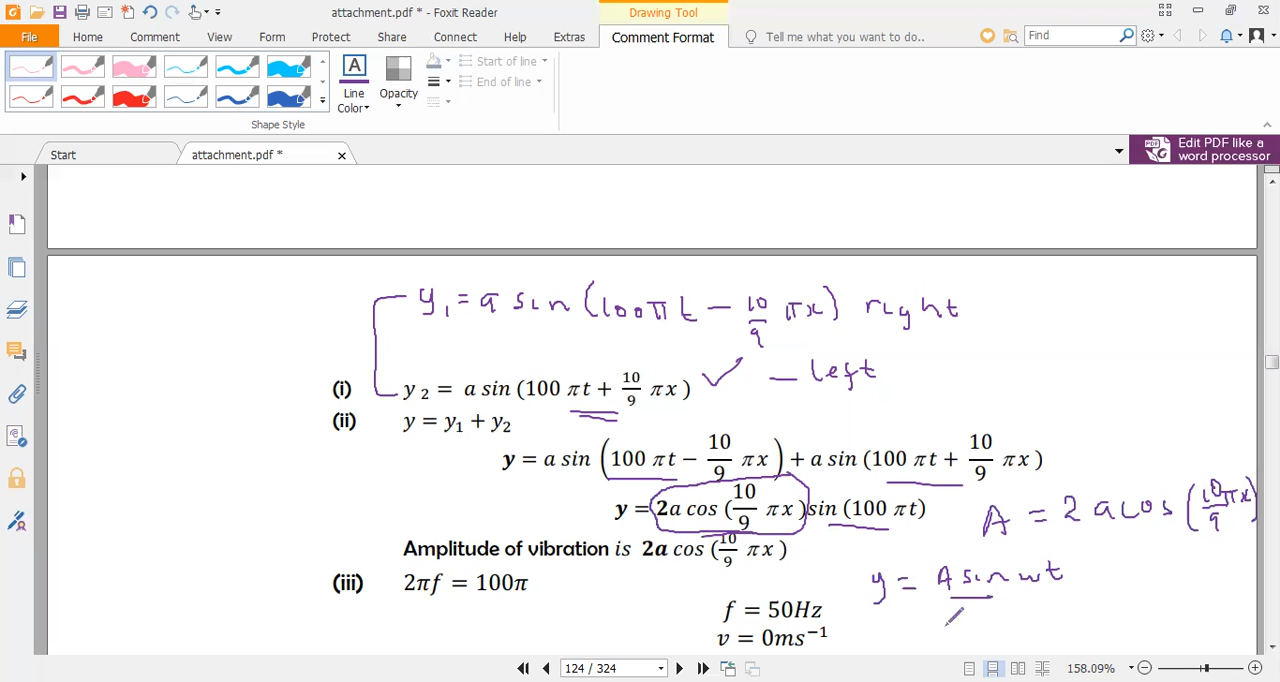 attachment.pdf * - Foxit Reader
Drawing Tool
File Home Comment View Form Protect Share Connect Help Extras Comment Format Tell me what you want to do.. Find
Line Color
Opacity
Start of line
End of line
Shape Style
Start
attachment.pdf *
Edit PDF like a word processor
y₁ = a sin (100πt − 10/9 πx) right
(i) y₂ = a sin (100 πt + 10/9 πx) ✓ — left
(ii) y = y₁ + y₂
y = a sin (100 πt − 10/9 πx) + a sin (100 πt + 10/9 πx)
y = 2a cos (10/9 πx) sin (100 πt) A = 2 a cos (10πx/9)
Amplitude of vibration is 2a cos (10/9 πx)
y = A sin wt
(iii) 2πf = 100π
f = 50Hz
v = 0ms⁻¹
124 / 324
158.09%